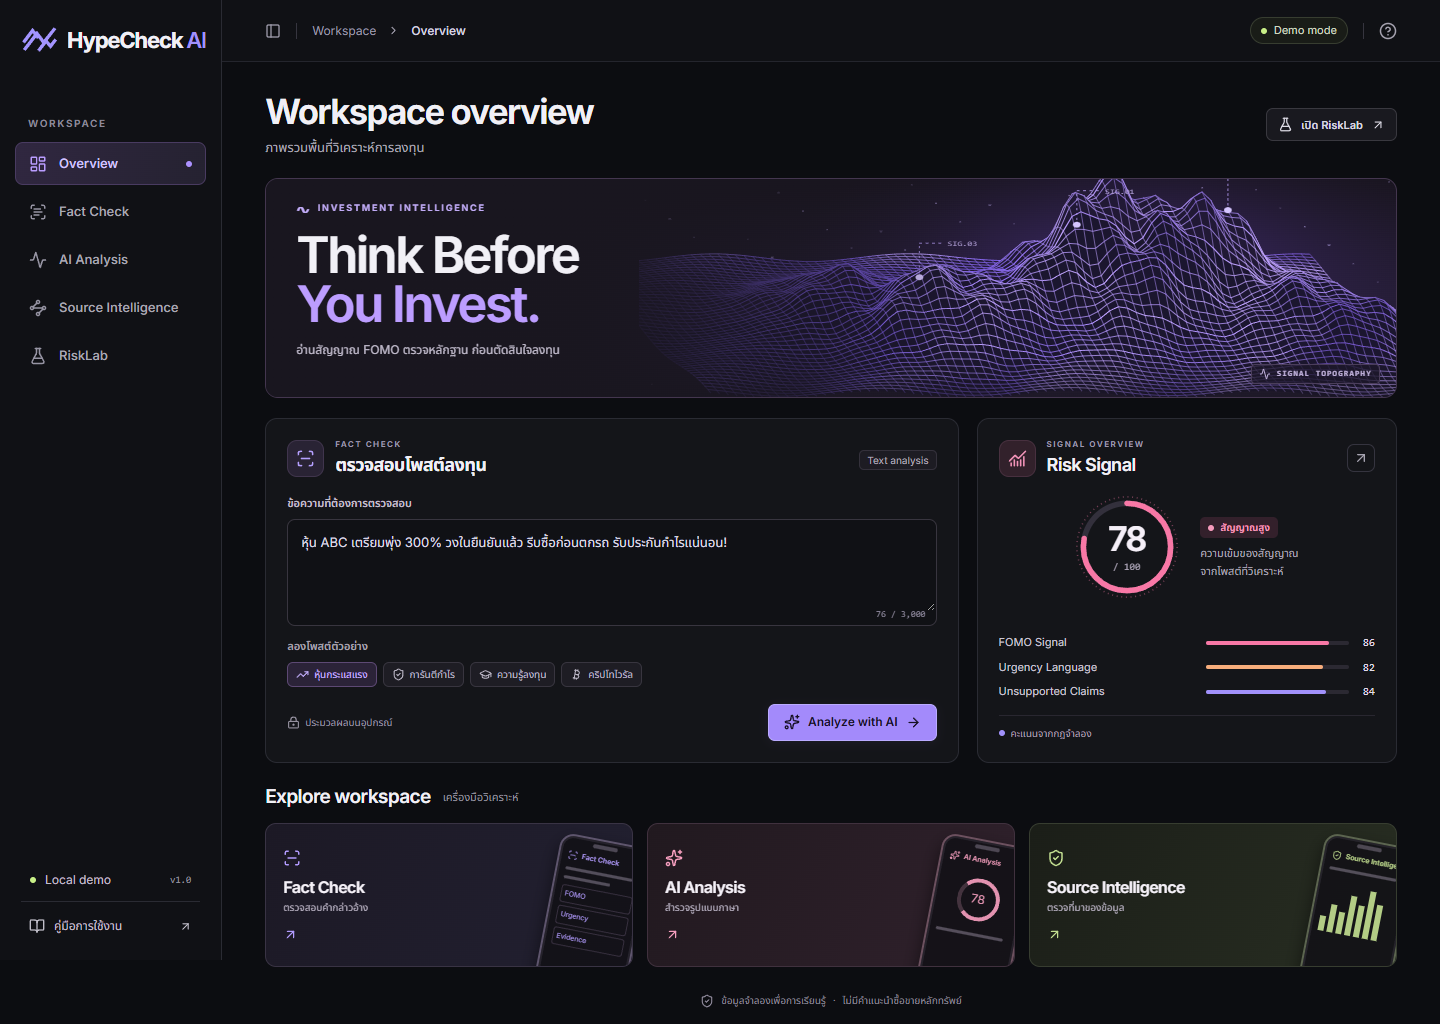 HypeCheck AI
Workspace
Overview
Demo mode
WORKSPACE
Overview
Fact Check
AI Analysis
Source Intelligence
RiskLab
Local demo
v1.0
คู่มือการใช้งาน
Workspace overview
ภาพรวมพื้นที่วิเคราะห์การลงทุน
เปิด RiskLab
INVESTMENT INTELLIGENCE
Think Before
You Invest.
อ่านสัญญาณ FOMO ตรวจหลักฐาน ก่อนตัดสินใจลงทุน
SIG.01
SIG.03
SIGNAL TOPOGRAPHY
FACT CHECK
ตรวจสอบโพสต์ลงทุน
Text analysis
ข้อความที่ต้องการตรวจสอบ
หุ้น ABC เตรียมพุ่ง 300% วงในยืนยันแล้ว รีบซื้อก่อนตกรถ รับประกันกำไรแน่นอน!
76 / 3,000
ลองโพสต์ตัวอย่าง
หุ้นกระแสแรง
การันตีกำไร
ความรู้ลงทุน
คริปโทไวรัล
ประมวลผลบนอุปกรณ์
Analyze with AI
SIGNAL OVERVIEW
Risk Signal
78
/ 100
สัญญาณสูง
ความเข้มของสัญญาณ
จากโพสต์ที่วิเคราะห์
FOMO Signal 86
Urgency Language 82
Unsupported Claims 84
คะแนนจากกฎจำลอง
Explore workspace
เครื่องมือวิเคราะห์
Fact Check
ตรวจสอบคำกล่าวอ้าง
Fact Check
FOMO
Urgency
Evidence
AI Analysis
สำรวจรูปแบบภาษา
AI Analysis
78
Source Intelligence
ตรวจที่มาของข้อมูล
Source Intellige
ข้อมูลจำลองเพื่อการเรียนรู้ · ไม่มีคำแนะนำซื้อขายหลักทรัพย์